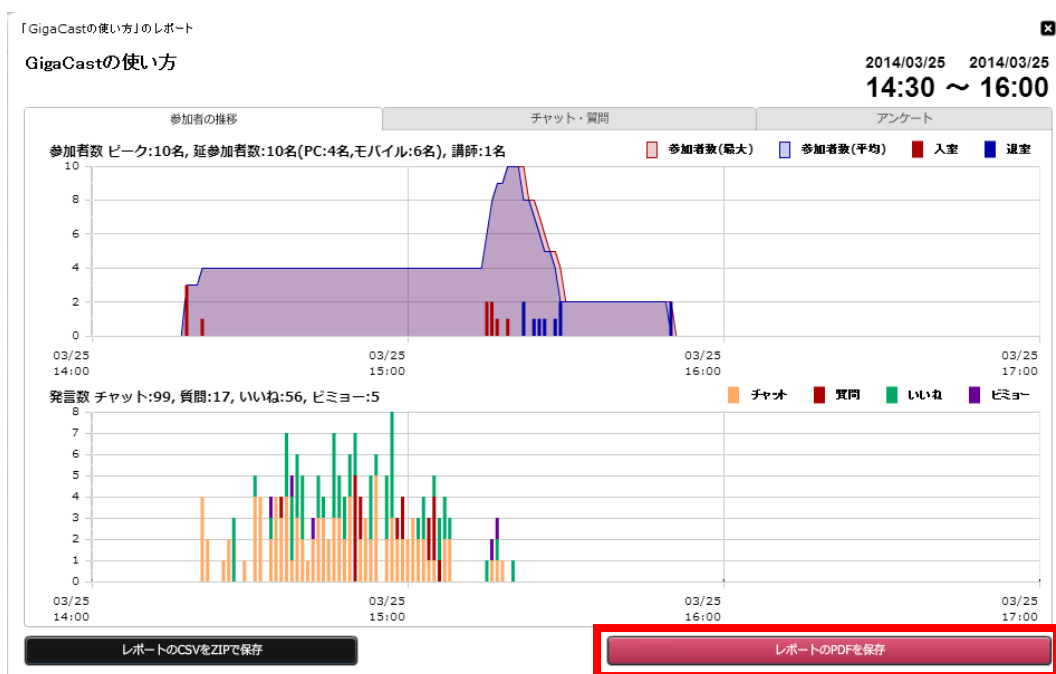 「GigaCastの使い方」のレポート
GigaCastの使い方
2014/03/25 2014/03/25
14:30 ～ 16:00
参加者の推移 チャット・質問 アンケート
参加者数 ピーク:10名, 延参加者数:10名(PC:4名,モバイル:6名), 講師:1名 参加者数(最大) 参加者数(平均) 入室 退室
10
8
6
4
2
0
03/25 03/25 03/25 03/25
14:00 15:00 16:00 17:00
発言数 チャット:99, 質問:17, いいね:56, ビミョー:5 チャット 質問 いいね ビミョー
8
7
6
5
4
3
2
1
0
03/25 03/25 03/25 03/25
14:00 15:00 16:00 17:00
レポートのCSVをZIPで保存 レポートのPDFを保存